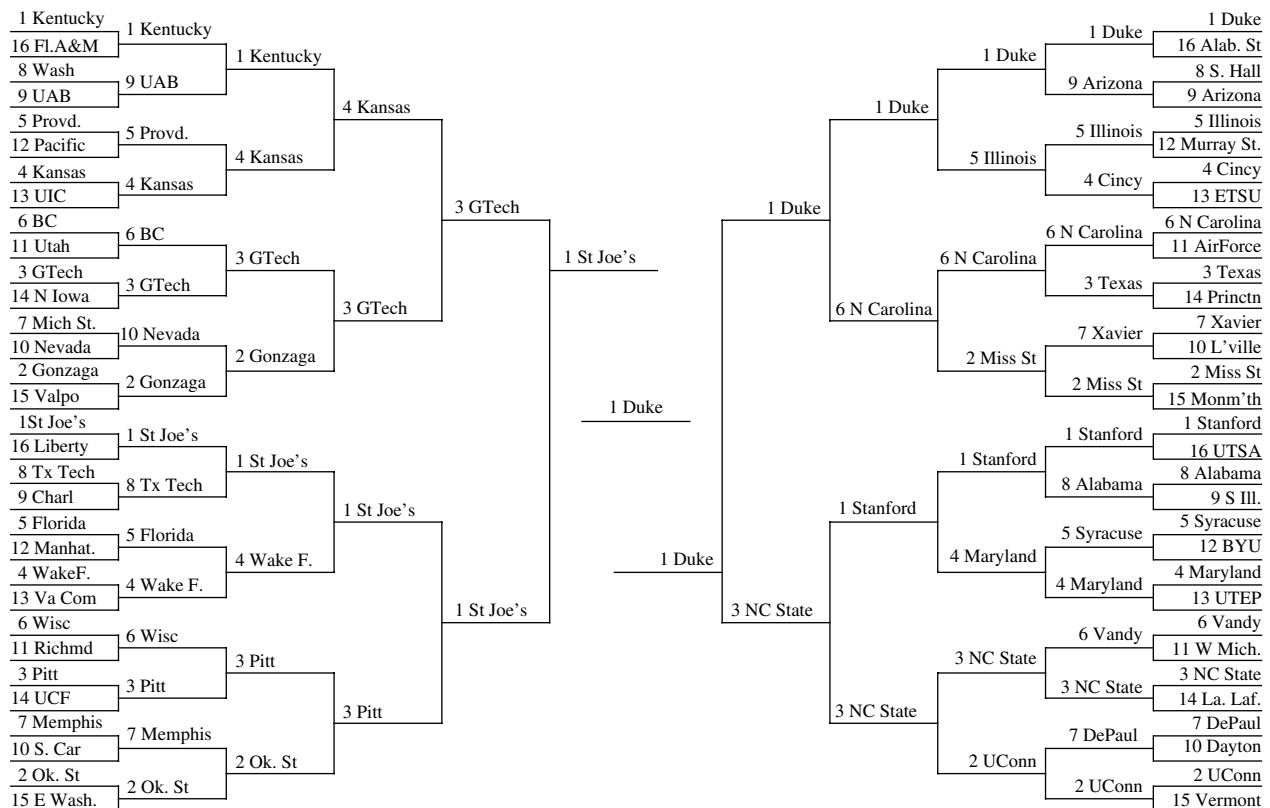 1 Kentucky
16 Fl.A&M
8 Wash
9 UAB
5 Provd.
12 Pacific
4 Kansas
13 UIC
6 BC
11 Utah
3 GTech
14 N Iowa
7 Mich St.
10 Nevada
2 Gonzaga
15 Valpo
1St Joe's
16 Liberty
8 Tx Tech
9 Charl
5 Florida
12 Manhat.
4 WakeF.
13 Va Com
6 Wisc
11 Richmd
3 Pitt
14 UCF
7 Memphis
10 S. Car
2 Ok. St
15 E Wash.
1 Kentucky
9 UAB
5 Provd.
4 Kansas
6 BC
3 GTech
10 Nevada
2 Gonzaga
1 St Joe's
8 Tx Tech
5 Florida
4 Wake F.
6 Wisc
3 Pitt
7 Memphis
2 Ok. St
1 Kentucky
4 Kansas
3 GTech
2 Gonzaga
1 St Joe's
4 Wake F.
3 Pitt
2 Ok. St
4 Kansas
3 GTech
1 St Joe's
3 Pitt
3 GTech
1 St Joe's
1 St Joe's
1 Duke
1 Duke
1 Duke
3 NC State
1 Duke
6 N Carolina
1 Stanford
3 NC State
1 Duke
5 Illinois
6 N Carolina
2 Miss St
1 Stanford
4 Maryland
3 NC State
2 UConn
1 Duke
9 Arizona
5 Illinois
4 Cincy
6 N Carolina
3 Texas
7 Xavier
2 Miss St
1 Stanford
8 Alabama
5 Syracuse
4 Maryland
6 Vandy
3 NC State
7 DePaul
2 UConn
1 Duke
16 Alab. St
8 S. Hall
9 Arizona
5 Illinois
12 Murray St.
4 Cincy
13 ETSU
6 N Carolina
11 AirForce
3 Texas
14 Princtn
7 Xavier
10 L'ville
2 Miss St
15 Monm'th
1 Stanford
16 UTSA
8 Alabama
9 S Ill.
5 Syracuse
12 BYU
4 Maryland
13 UTEP
6 Vandy
11 W Mich.
3 NC State
14 La. Laf.
7 DePaul
10 Dayton
2 UConn
15 Vermont